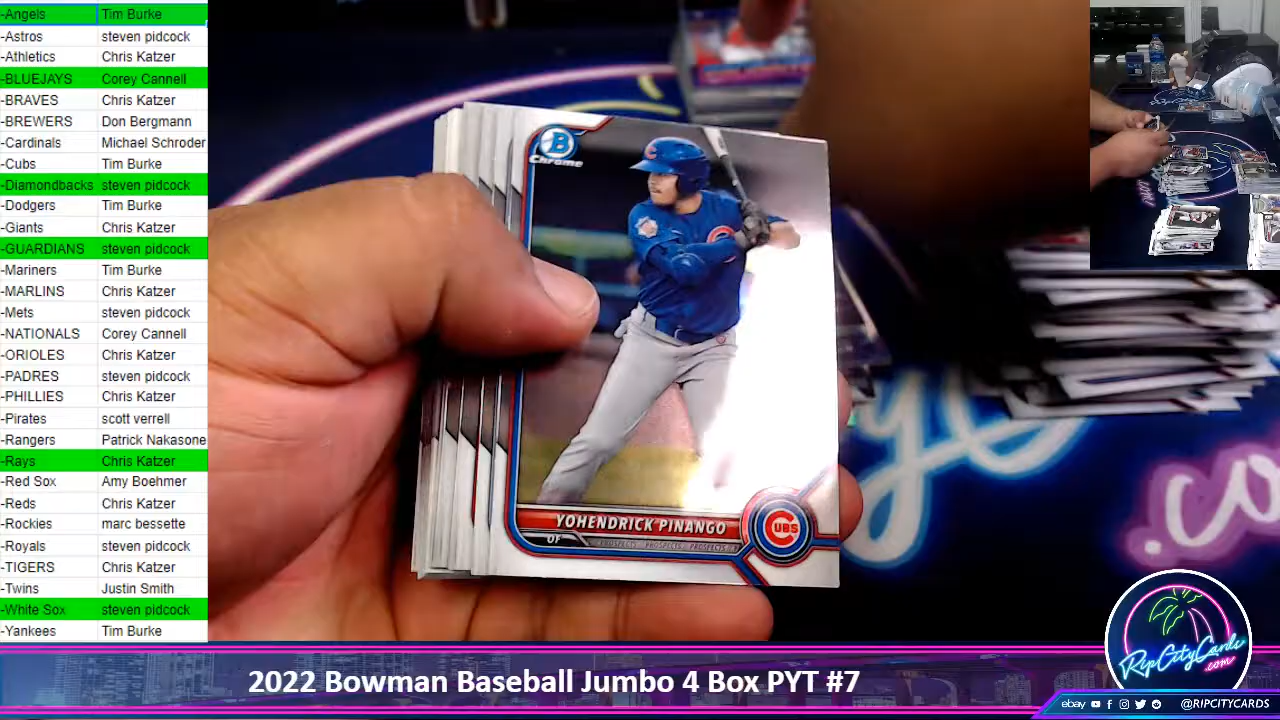 -Angels Tim Burke
-Astros steven pidcock
-Athletics Chris Katzer
-BLUEJAYS Corey Cannell
-BRAVES Chris Katzer
-BREWERS Don Bergmann
-Cardinals Michael Schroder
-Cubs Tim Burke
-Diamondbacks steven pidcock
-Dodgers Tim Burke
-Giants Chris Katzer
-GUARDIANS steven pidcock
-Mariners Tim Burke
-MARLINS Chris Katzer
-Mets steven pidcock
-NATIONALS Corey Cannell
-ORIOLES Chris Katzer
-PADRES steven pidcock
-PHILLIES Chris Katzer
-Pirates scott verrell
-Rangers Patrick Nakasone
-Rays Chris Katzer
-Red Sox Amy Boehmer
-Reds Chris Katzer
-Rockies marc bessette
-Royals steven pidcock
-TIGERS Chris Katzer
-Twins Justin Smith
-White Sox steven pidcock
-Yankees Tim Burke
B
Chrome
C
YOHENDRICK PINANGO
OF
PROSPECTS PROSPECTS PROSPECTS
CUBS
.co
RipCityCards
.com
2022 Bowman Baseball Jumbo 4 Box PYT #7
ebay @RIPCITYCARDS